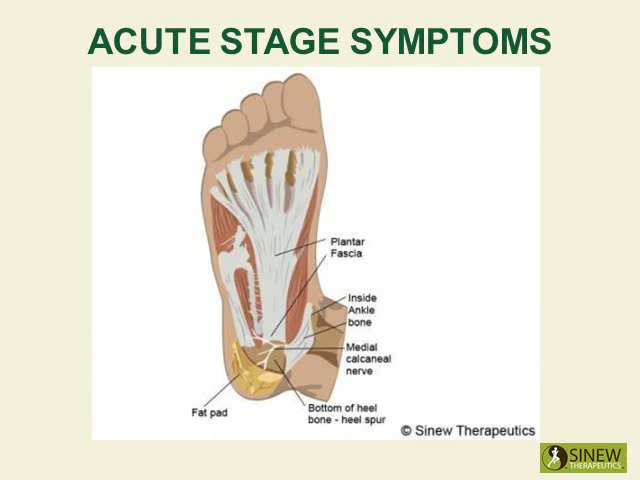 ACUTE STAGE SYMPTOMS
Plantar
Fascia
Inside
Ankle
bone
Medial
calcaneal
nerve
Fat pad
Bottom of heel
bone - heel spur
© Sinew Therapeutics
SINEW
THERAPEUTICS